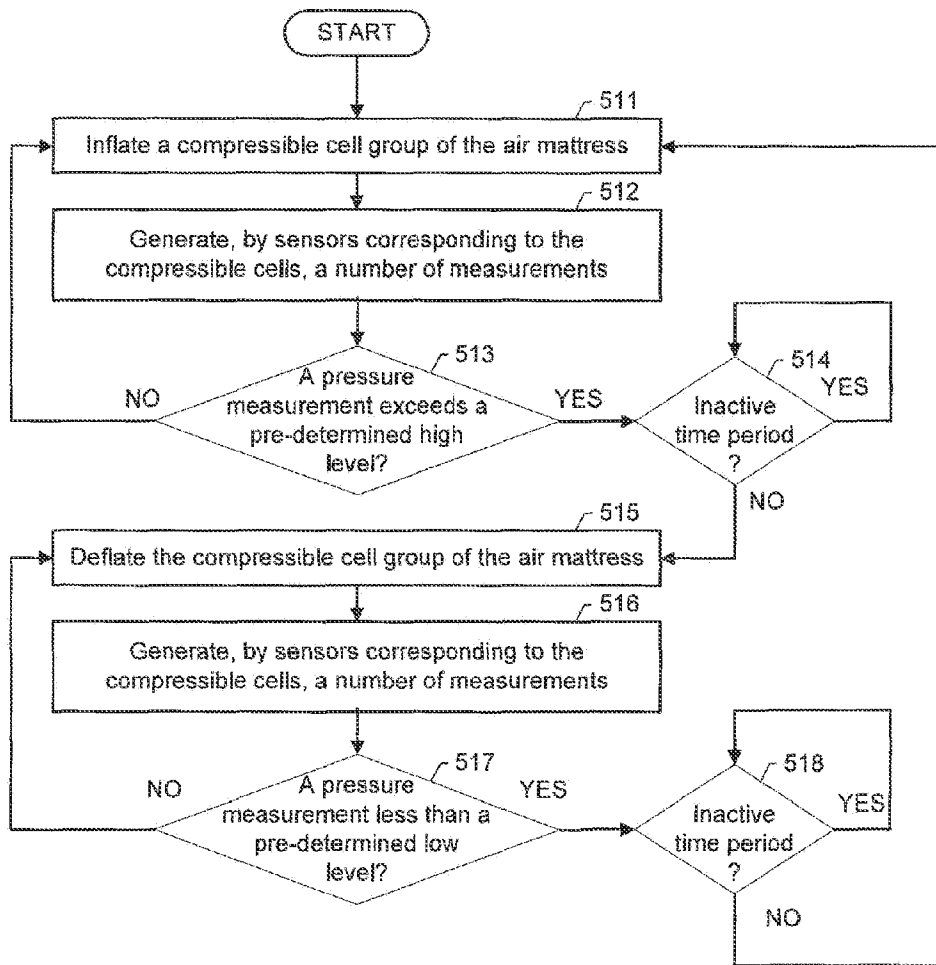 START
511
Inflate a compressible cell group of the air mattress
512
Generate, by sensors corresponding to the
compressible cells, a number of measurements
513
A pressure
measurement exceeds a
pre-determined high
level?
NO
YES
514
Inactive
time period
?
YES
NO
515
Deflate the compressible cell group of the air mattress
516
Generate, by sensors corresponding to the
compressible cells, a number of measurements
517
A pressure
measurement less than a
pre-determined low
level?
NO
YES
518
Inactive
time period
?
YES
NO